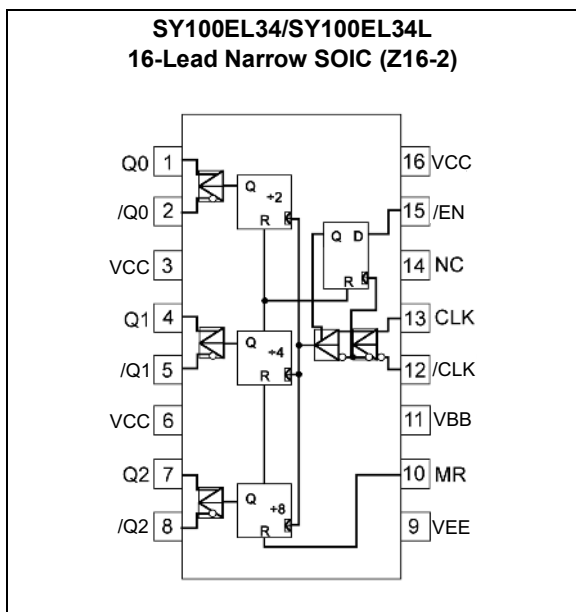 SY100EL34/SY100EL34L
16-Lead Narrow SOIC (Z16-2)
Q0 1
/Q0 2
VCC 3
Q1 4
/Q1 5
VCC 6
Q2 7
/Q2 8
Q ÷2
R
Q ÷4
R
Q ÷8
R
Q D
R
16 VCC
15 /EN
14 NC
13 CLK
12 /CLK
11 VBB
10 MR
9 VEE